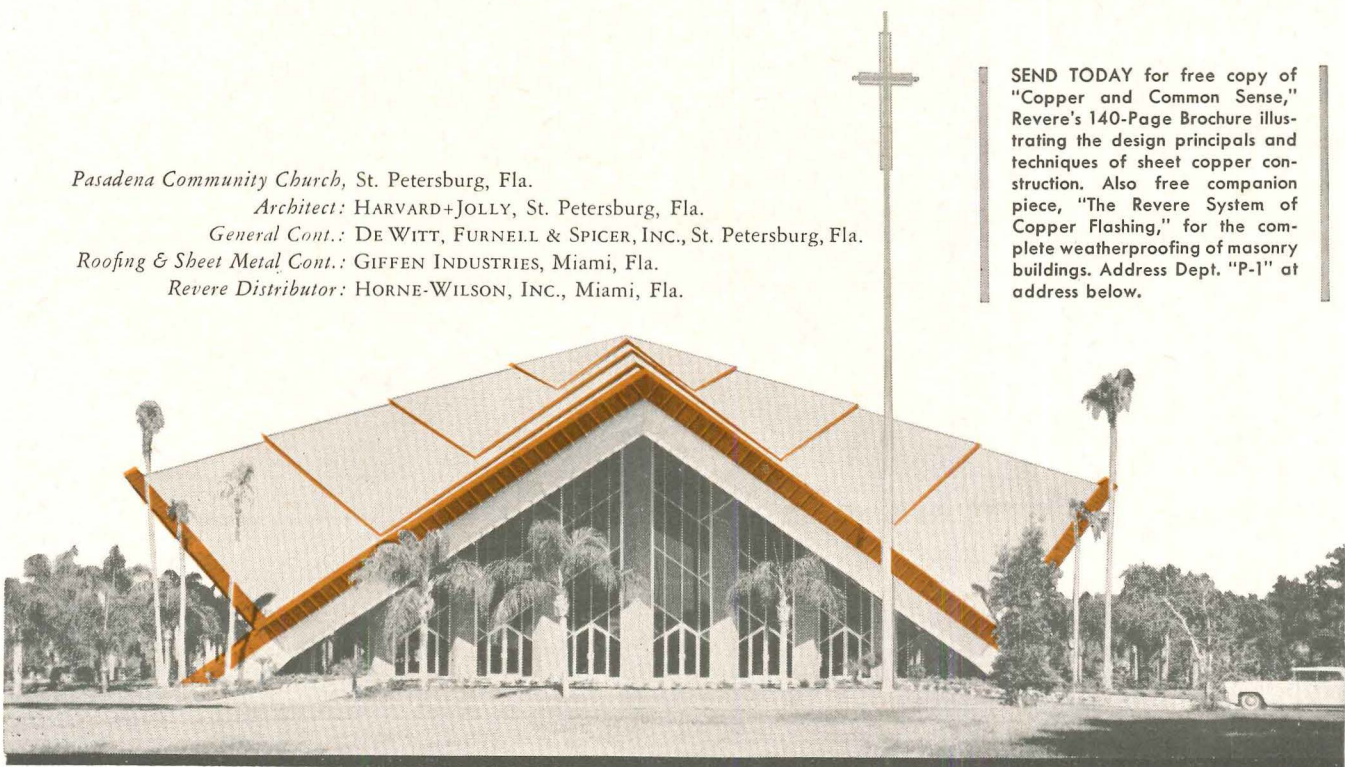 Pasadena Community Church, St. Petersburg, Fla.
Architect: HARVARD+JOLLY, St. Petersburg, Fla.
General Cont.: DE WITT, FURNELL & SPICER, INC., St. Petersburg, Fla.
Roofing & Sheet Metal Cont.: GIFFEN INDUSTRIES, Miami, Fla.
Revere Distributor: HORNE-WILSON, INC., Miami, Fla.
SEND TODAY for free copy of
"Copper and Common Sense,"
Revere's 140-Page Brochure illus-
trating the design principals and
techniques of sheet copper con-
struction. Also free companion
piece, "The Revere System of
Copper Flashing," for the com-
plete weatherproofing of masonry
buildings. Address Dept. "P-1" at
address below.